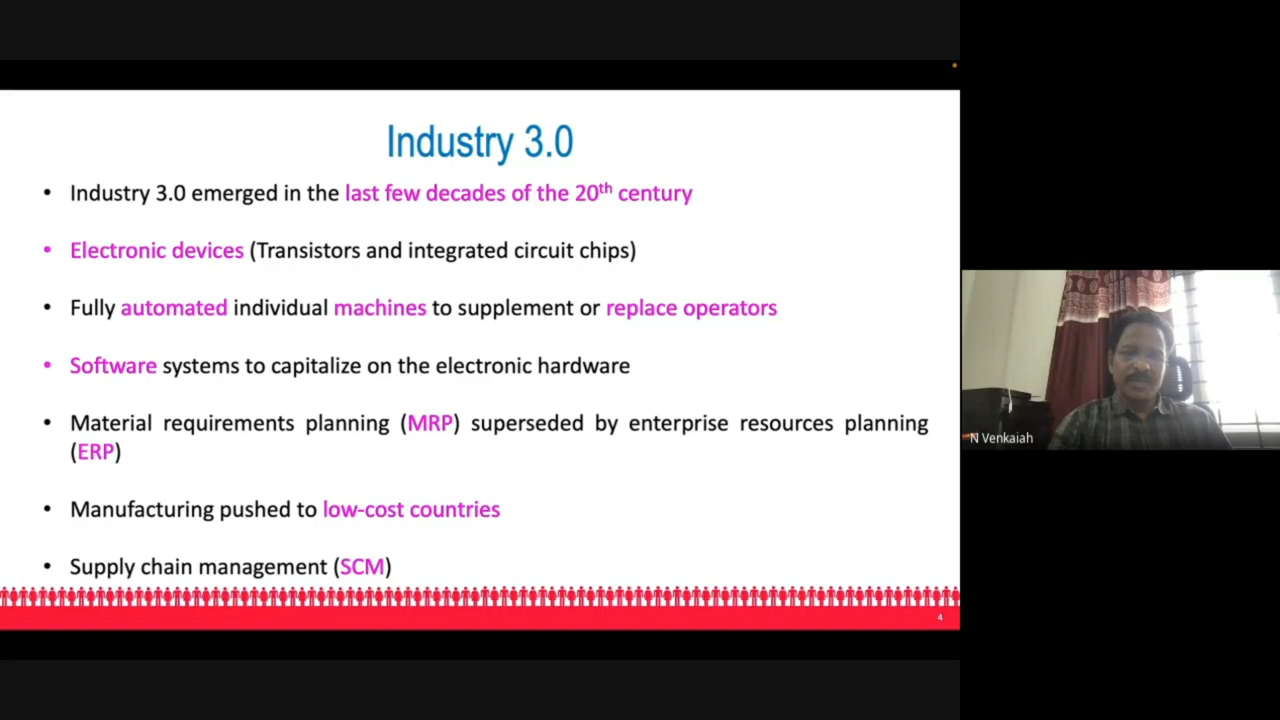 Industry 3.0
• Industry 3.0 emerged in the last few decades of the 20th century
• Electronic devices (Transistors and integrated circuit chips)
• Fully automated individual machines to supplement or replace operators
• Software systems to capitalize on the electronic hardware
• Material requirements planning (MRP) superseded by enterprise resources planning
(ERP)
• Manufacturing pushed to low-cost countries
• Supply chain management (SCM)
4
N Venkaiah